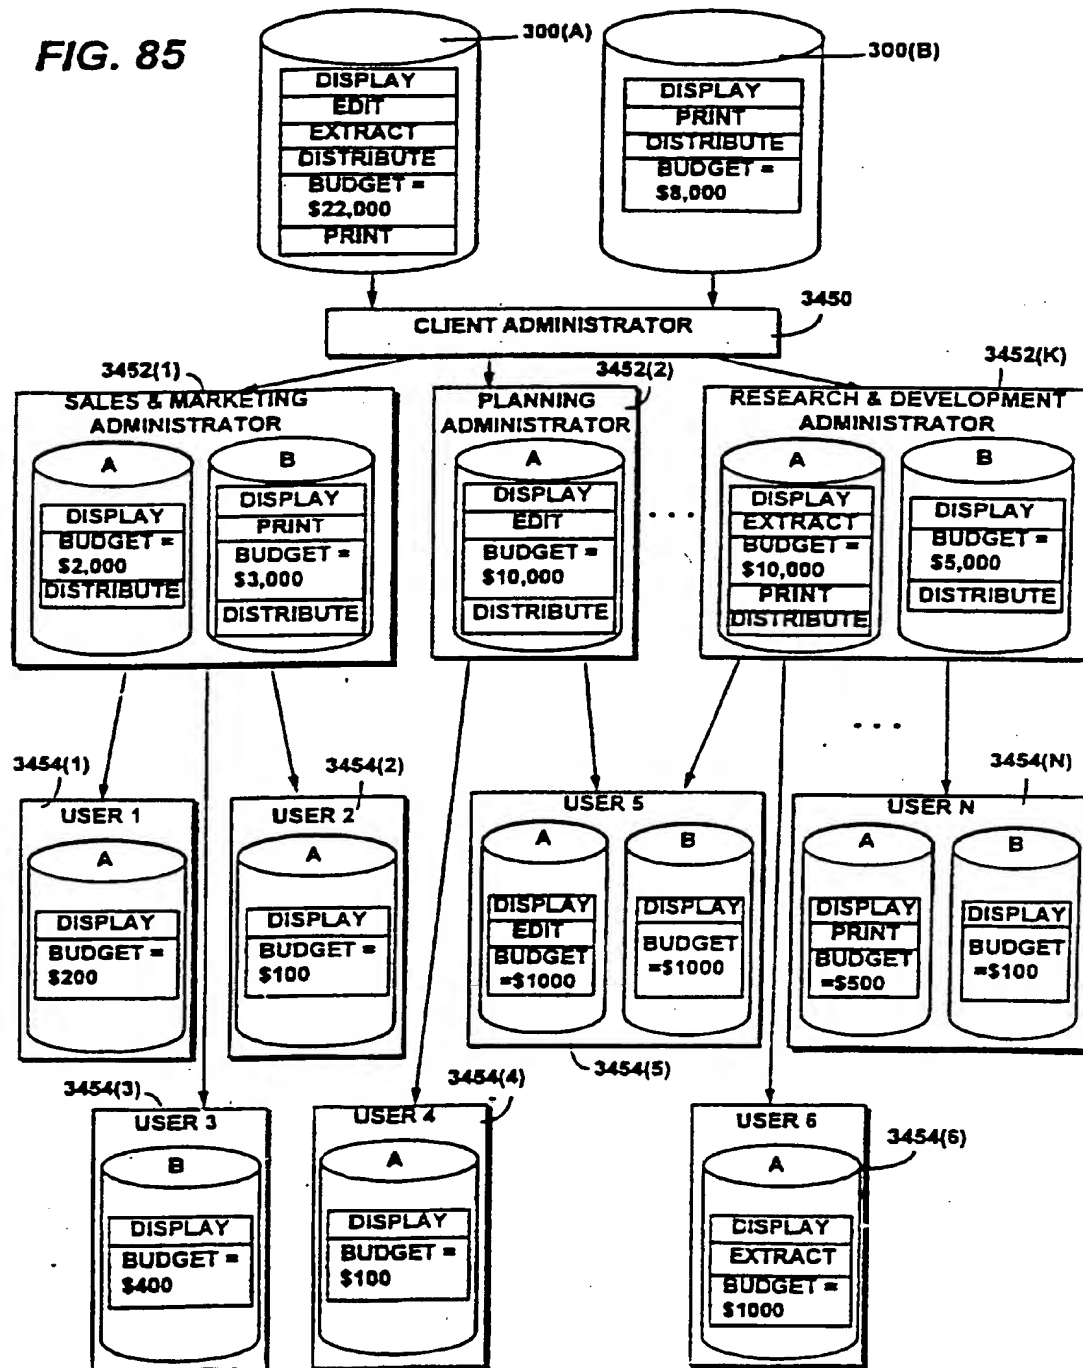 FIG. 85
300(A)
DISPLAY
EDIT
EXTRACT
DISTRIBUTE
BUDGET =
$22,000
PRINT
300(B)
DISPLAY
PRINT
DISTRIBUTE
BUDGET =
$8,000
CLIENT ADMINISTRATOR
3450
3452(1)
SALES & MARKETING
ADMINISTRATOR
A
DISPLAY
BUDGET =
$2,000
DISTRIBUTE
B
DISPLAY
PRINT
BUDGET =
$3,000
DISTRIBUTE
3452(2)
PLANNING
ADMINISTRATOR
A
DISPLAY
EDIT
BUDGET =
$10,000
DISTRIBUTE
. . .
3452(K)
RESEARCH & DEVELOPMENT
ADMINISTRATOR
A
DISPLAY
EXTRACT
BUDGET =
$10,000
PRINT
DISTRIBUTE
B
DISPLAY
BUDGET =
$5,000
DISTRIBUTE
. . .
3454(1)
USER 1
A
DISPLAY
BUDGET =
$200
3454(2)
USER 2
A
DISPLAY
BUDGET =
$100
USER 5
A
DISPLAY
EDIT
BUDGET
=$1000
B
DISPLAY
BUDGET
=$1000
3454(5)
3454(N)
USER N
A
DISPLAY
PRINT
BUDGET
=$500
B
DISPLAY
BUDGET
=$100
3454(3)
USER 3
B
DISPLAY
BUDGET =
$400
3454(4)
USER 4
A
DISPLAY
BUDGET =
$100
USER 6
3454(6)
A
DISPLAY
EXTRACT
BUDGET =
$1000